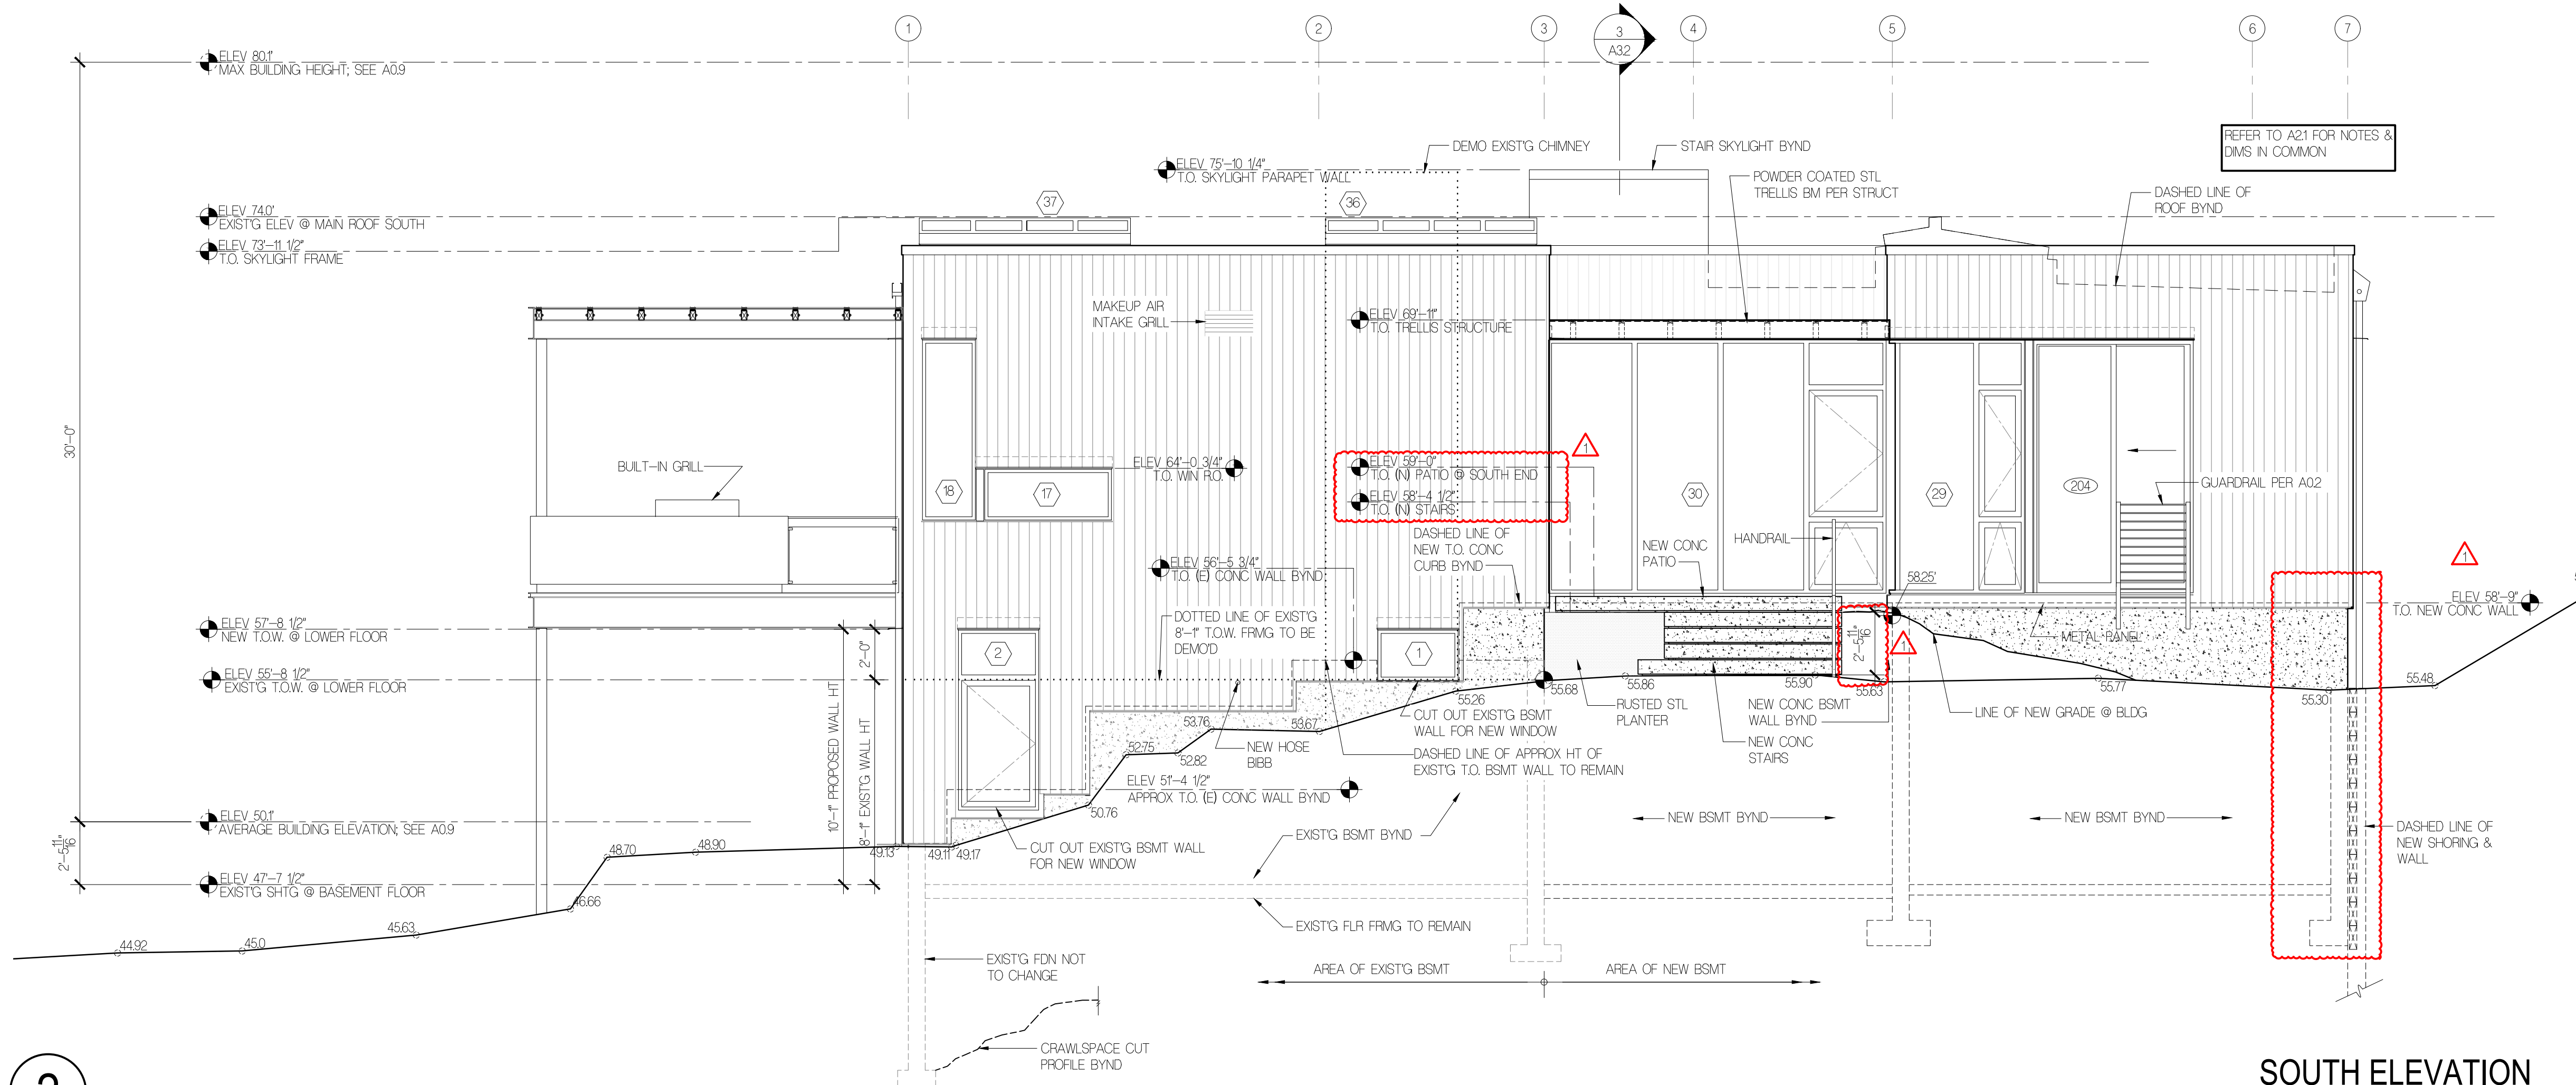 1
2
3
3
A3.2
4
5
6
7
ELEV 80.1'
MAX BUILDING HEIGHT; SEE A0.9
REFER TO A2.1 FOR NOTES &
DIMS IN COMMON
DEMO EXIST'G CHIMNEY
STAIR SKYLIGHT BYND
ELEV 75'-10 1/4"
T.O. SKYLIGHT PARAPET WALL
POWDER COATED STL
TRELLIS BM PER STRUCT
DASHED LINE OF
ROOF BYND
37
36
ELEV 74.0'
EXIST'G ELEV @ MAIN ROOF SOUTH
ELEV 73'-11 1/2"
T.O. SKYLIGHT FRAME
MAKEUP AIR
INTAKE GRILL
ELEV 69'-11"
T.O. TRELLIS STRUCTURE
30'-0"
BUILT-IN GRILL
ELEV 64'-0 3/4"
T.O. WIN R.O.
1
ELEV 59'-0"
T.O. (N) PATIO @ SOUTH END
ELEV 58'-4 1/2"
T.O. (N) STAIRS
18
17
30
29
204
GUARDRAIL PER A0.2
DASHED LINE OF
NEW T.O. CONC
CURB BYND
NEW CONC
PATIO
HANDRAIL
1
ELEV 56'-5 3/4"
T.O. (E) CONC WALL BYND
58.25'
ELEV 58'-9"
T.O. NEW CONC WALL
DOTTED LINE OF EXIST'G
8'-1" T.O.W. FRMG TO BE
DEMO'D
ELEV 57'-8 1/2"
NEW T.O.W. @ LOWER FLOOR
2'-0"
2'-5 11/16"
1
METAL PANEL
2
1
ELEV 55'-8 1/2"
EXIST'G T.O.W. @ LOWER FLOOR
55.26
55.68
55.86
55.90
55.63
55.77
55.30
55.48
10'-1" PROPOSED WALL HT
8'-1" EXIST'G WALL HT
RUSTED STL
PLANTER
NEW CONC BSMT
WALL BYND
LINE OF NEW GRADE @ BLDG
53.76
53.67
CUT OUT EXIST'G BSMT
WALL FOR NEW WINDOW
NEW CONC
STAIRS
52.75
52.82
NEW HOSE
BIBB
DASHED LINE OF APPROX HT OF
EXIST'G T.O. BSMT WALL TO REMAIN
ELEV 51'-4 1/2"
APPROX T.O. (E) CONC WALL BYND
50.76
NEW BSMT BYND
NEW BSMT BYND
ELEV 50.1'
AVERAGE BUILDING ELEVATION; SEE A0.9
EXIST'G BSMT BYND
DASHED LINE OF
NEW SHORING &
WALL
2'-5 11/16"
48.70
48.90
49.13
49.11
49.17
CUT OUT EXIST'G BSMT WALL
FOR NEW WINDOW
ELEV 47'-7 1/2"
EXIST'G SHTG @ BASEMENT FLOOR
46.66
45.63
44.92
45.0
EXIST'G FLR FRMG TO REMAIN
EXIST'G FDN NOT
TO CHANGE
AREA OF EXIST'G BSMT
AREA OF NEW BSMT
CRAWLSPACE CUT
PROFILE BYND
SOUTH ELEVATION